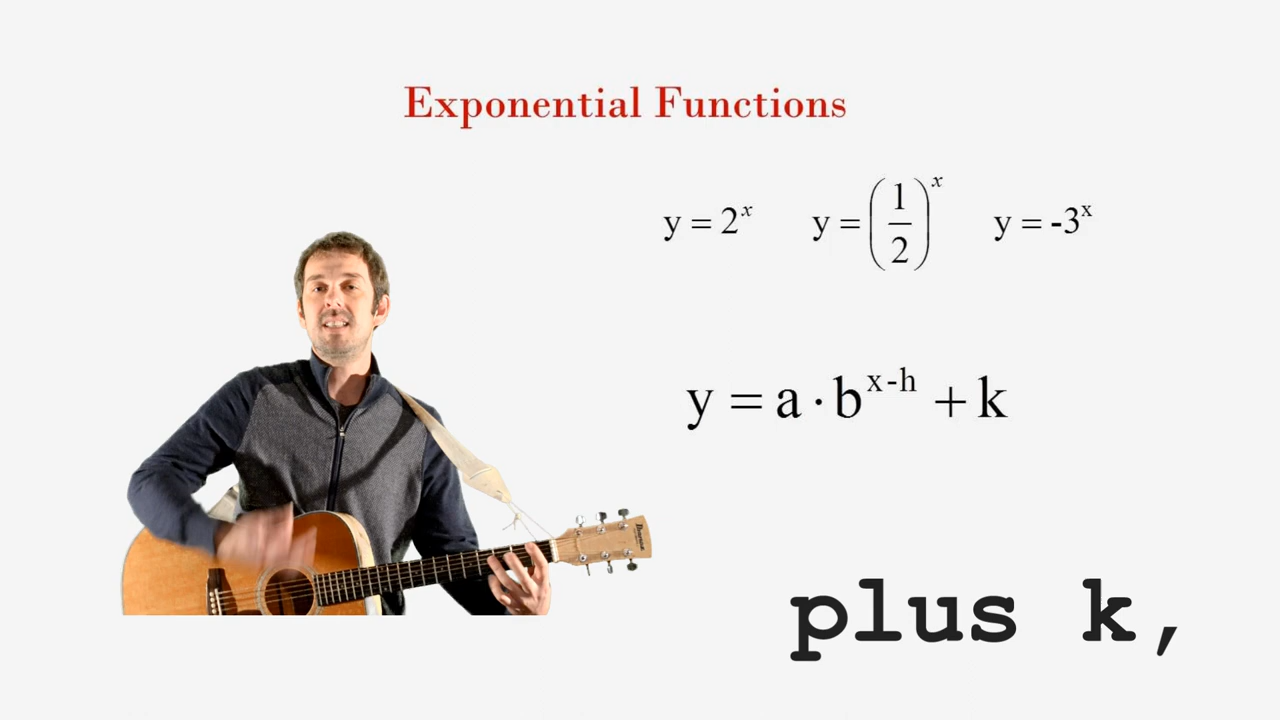 Exponential Functions
y = 2^x    y = (1/2)^x    y = -3^x
y = a · b^(x-h) + k
plus k,